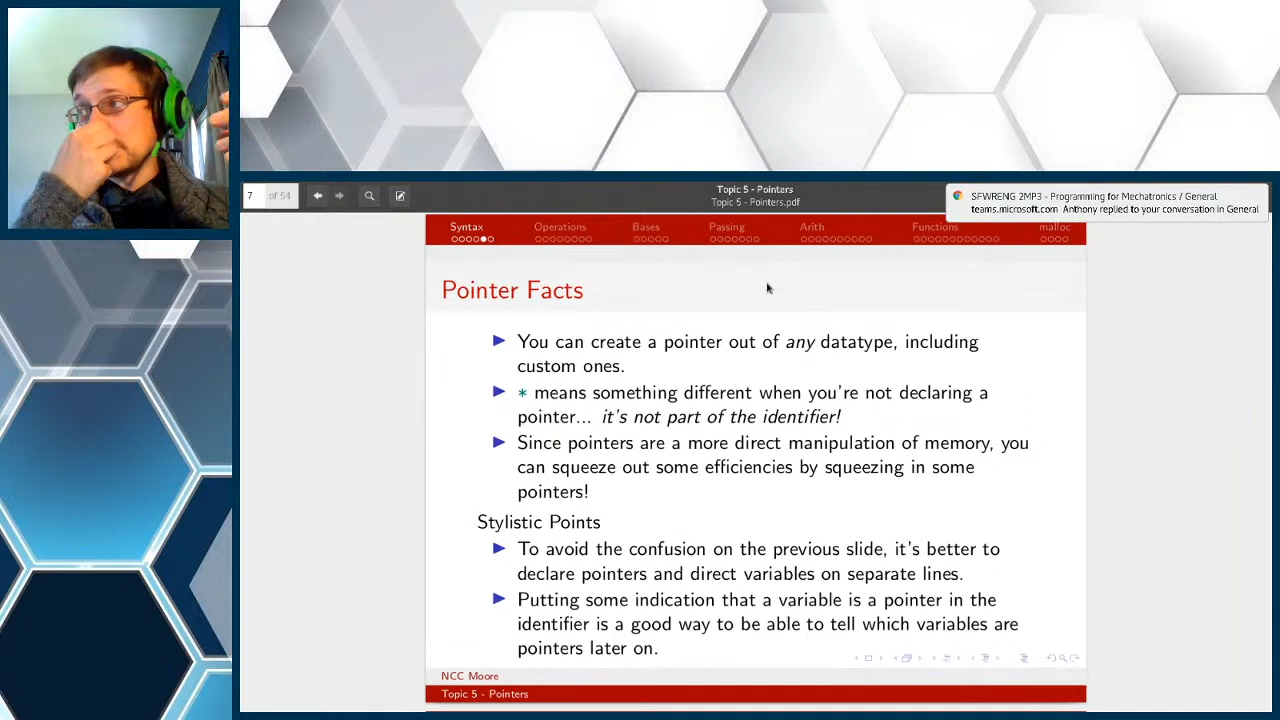 7 of 54
Topic 5 - Pointers
Topic 5 - Pointers.pdf
SFWRENG 2MP3 - Programming for Mechatronics / General
teams.microsoft.com Anthony replied to your conversation in General
Syntax Operations Bases Passing Arith Functions malloc
Pointer Facts
You can create a pointer out of any datatype, including
custom ones.
* means something different when you're not declaring a
pointer... it's not part of the identifier!
Since pointers are a more direct manipulation of memory, you
can squeeze out some efficiencies by squeezing in some
pointers!
Stylistic Points
To avoid the confusion on the previous slide, it's better to
declare pointers and direct variables on separate lines.
Putting some indication that a variable is a pointer in the
identifier is a good way to be able to tell which variables are
pointers later on.
NCC Moore
Topic 5 - Pointers